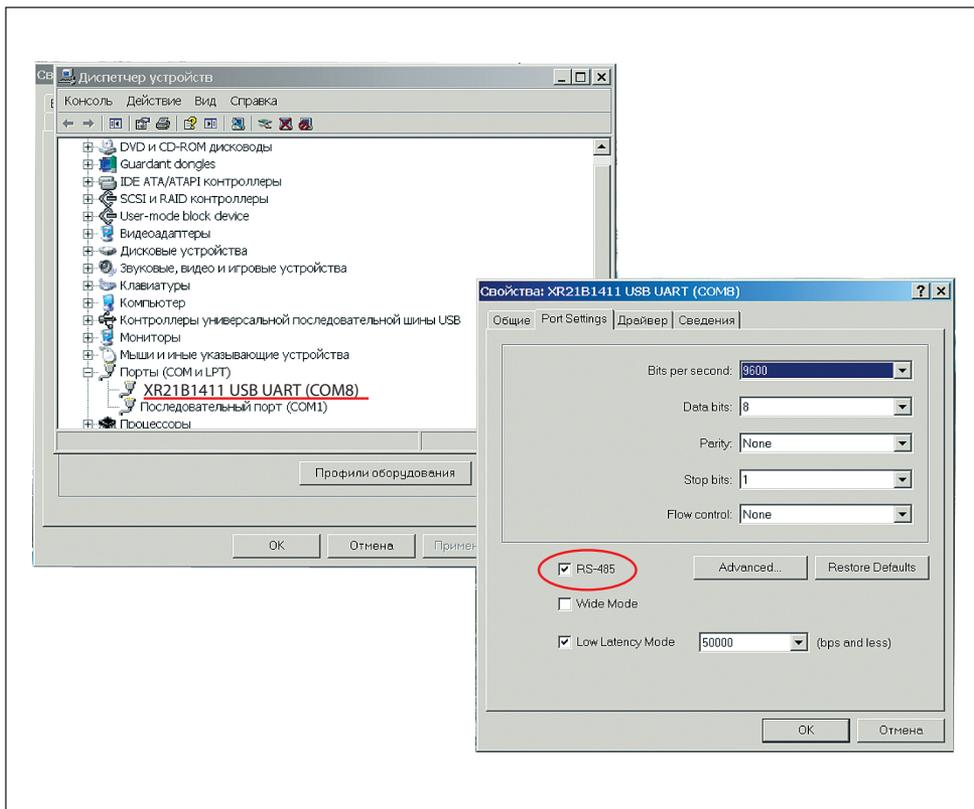 Св
Диспетчер устройств
Консоль Действие Вид Справка
DVD и CD-ROM дисководы
Guardant dongles
IDE ATA/ATAPI контроллеры
SCSI и RAID контроллеры
User-mode block device
Видеоадаптеры
Дисковые устройства
Звуковые, видео и игровые устройства
Клавиатуры
Компьютер
Контроллеры универсальной последовательной шины USB
Мониторы
Мыши и иные указывающие устройства
Порты (COM и LPT)
XR21B1411 USB UART (COM8)
Последовательный порт (COM1)
Процессоры
Профили оборудования
OK Отмена Примен
Свойства: XR21B1411 USB UART (COM8)
Общие Port Settings Драйвер Сведения
Bits per second: 9600
Data bits: 8
Parity: None
Stop bits: 1
Flow control: None
RS-485 Advanced... Restore Defaults
Wide Mode
Low Latency Mode 50000 (bps and less)
OK Отмена